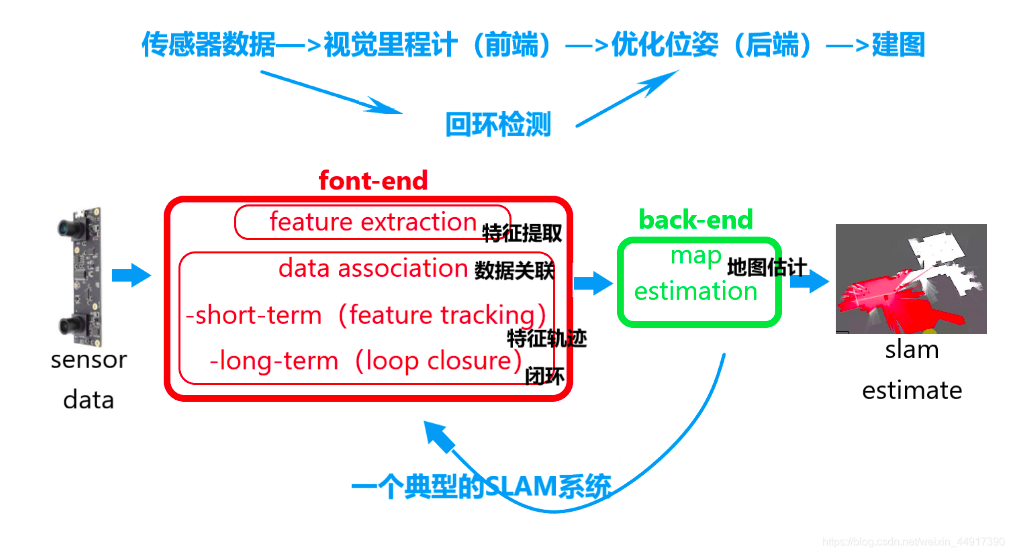 传感器数据—>视觉里程计（前端）—>优化位姿（后端）—>建图
回环检测
font-end
feature extraction
特征提取
data association
数据关联
-short-term（feature tracking）
特征轨迹
-long-term（loop closure）
闭环
back-end
map
地图估计
estimation
sensor
data
slam
estimate
一个典型的SLAM系统
https://blog.csdn.net/weixin_44917390